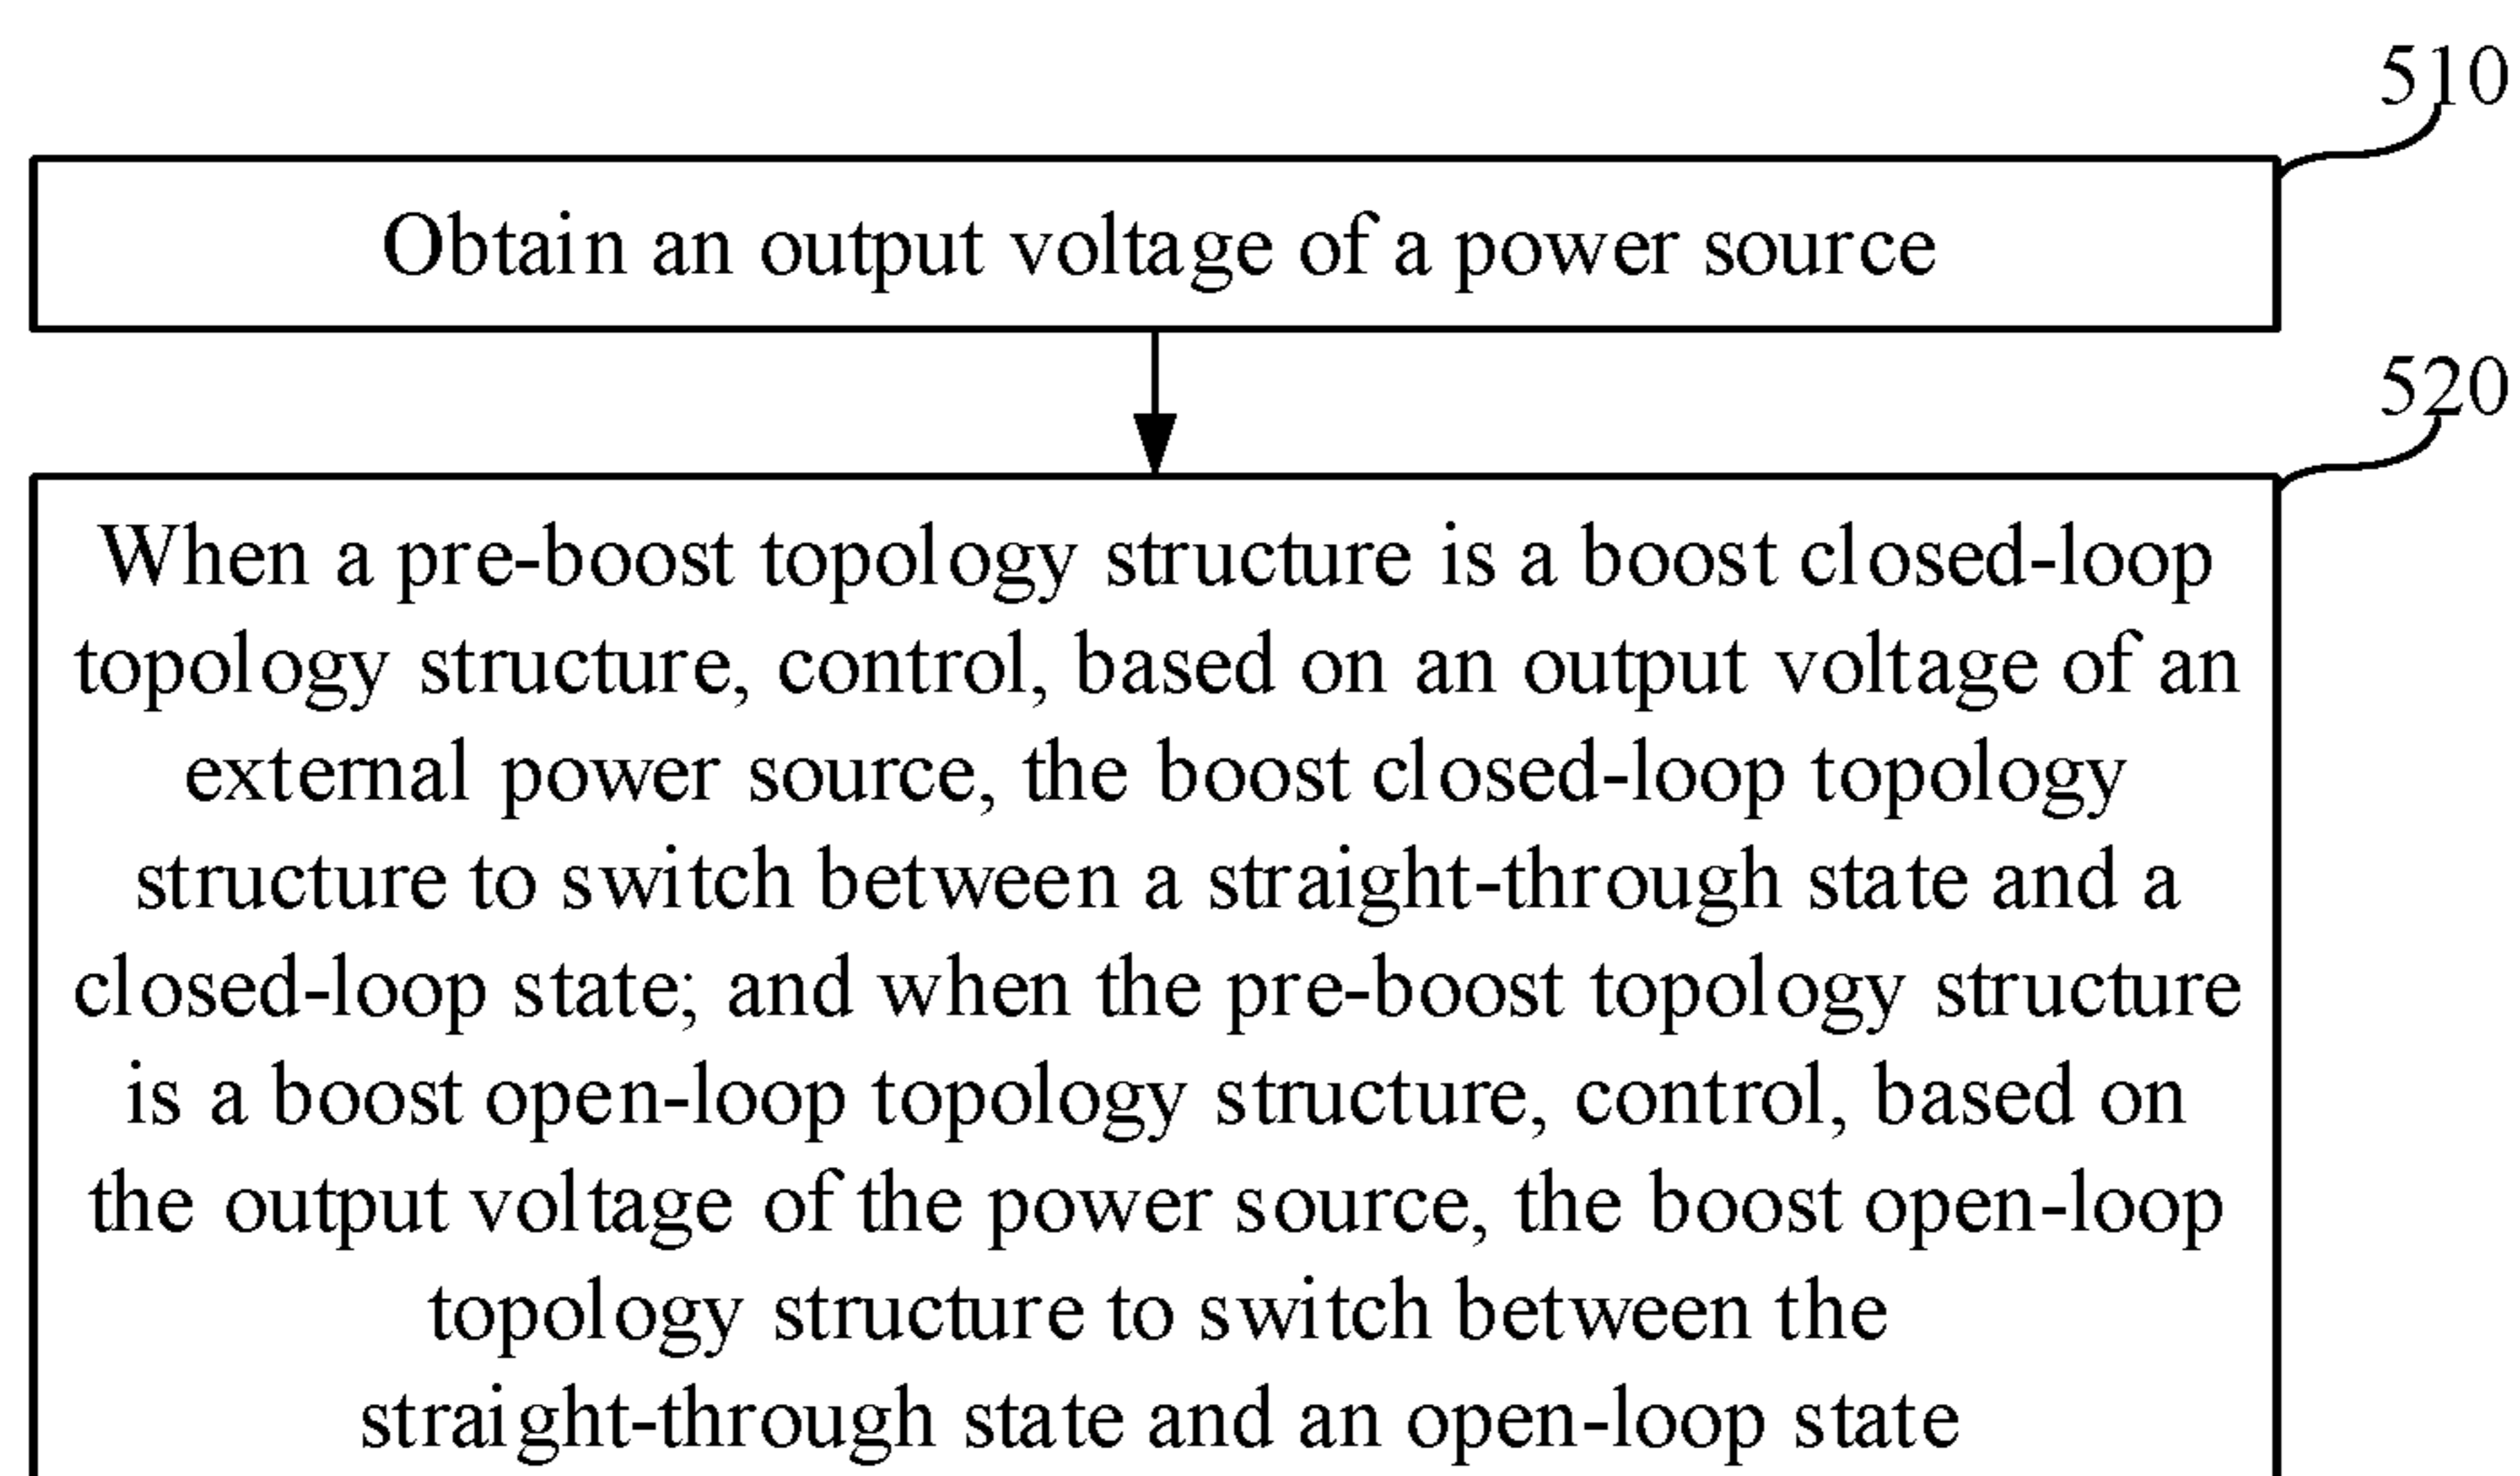 510
Obtain an output voltage of a power source
520
When a pre-boost topology structure is a boost closed-loop
topology structure, control, based on an output voltage of an
external power source, the boost closed-loop topology
structure to switch between a straight-through state and a
closed-loop state; and when the pre-boost topology structure
is a boost open-loop topology structure, control, based on
the output voltage of the power source, the boost open-loop
topology structure to switch between the
straight-through state and an open-loop state